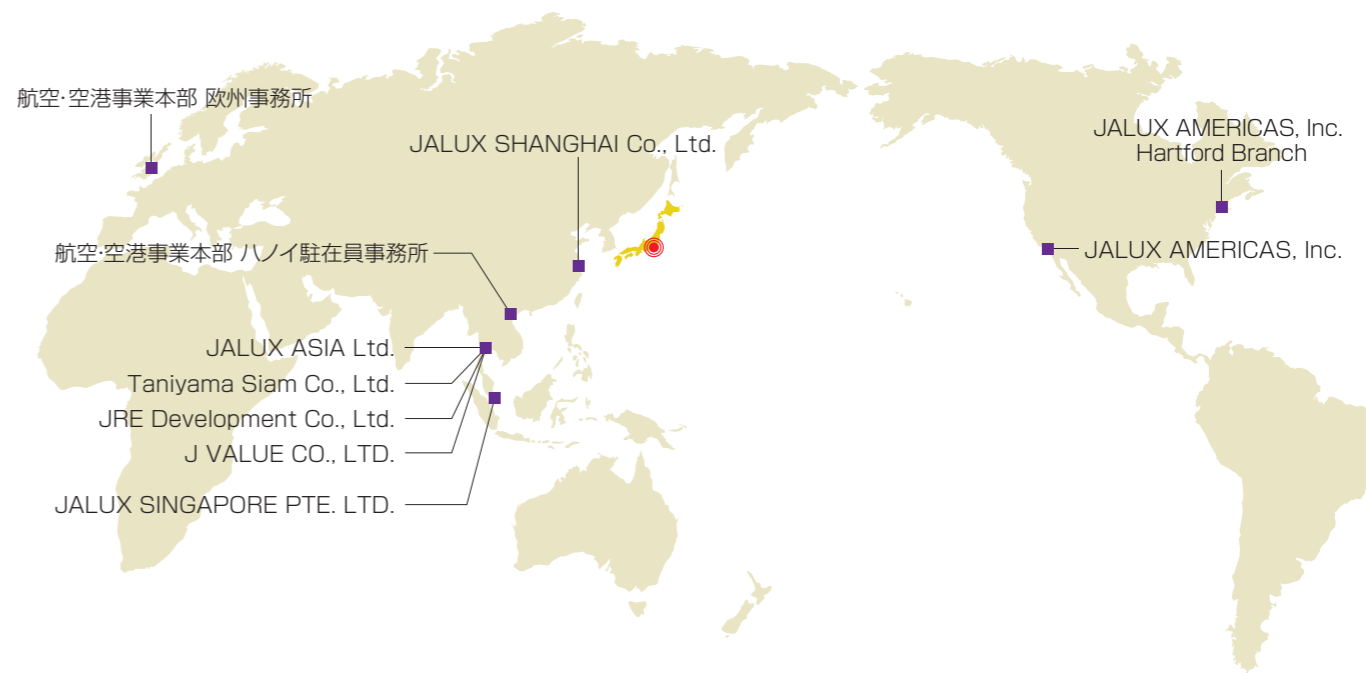 航空・空港事業本部 欧州事務所
JALUX SHANGHAI Co., Ltd.
JALUX AMERICAS, Inc.
Hartford Branch
航空・空港事業本部 ハノイ駐在員事務所
JALUX AMERICAS, Inc.
JALUX ASIA Ltd.
Taniyama Siam Co., Ltd.
JRE Development Co., Ltd.
J VALUE CO., LTD.
JALUX SINGAPORE PTE. LTD.